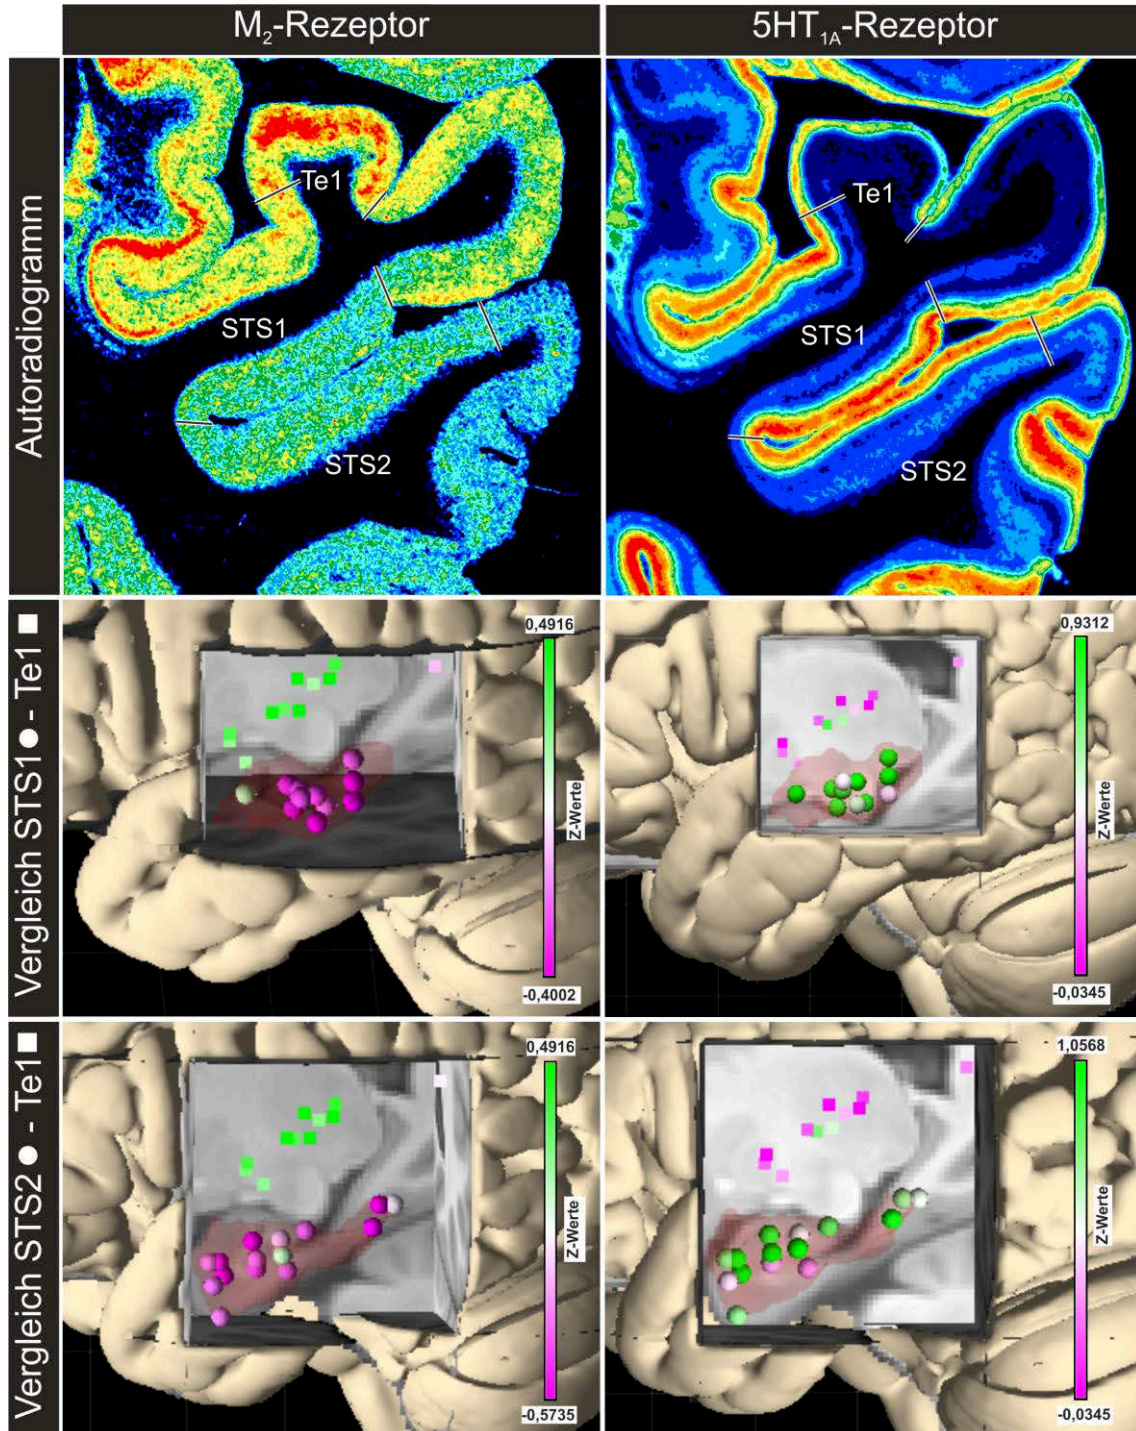 M₂-Rezeptor
5HT₁A-Rezeptor
Autoradiogramm
Te1
STS1
STS2
Te1
STS1
STS2
Vergleich STS1 ● - Te1 ■
0,4916
Z-Werte
-0,4002
0,9312
Z-Werte
-0,0345
Vergleich STS2 ● - Te1 ■
0,4916
Z-Werte
-0,5735
1,0568
Z-Werte
-0,0345